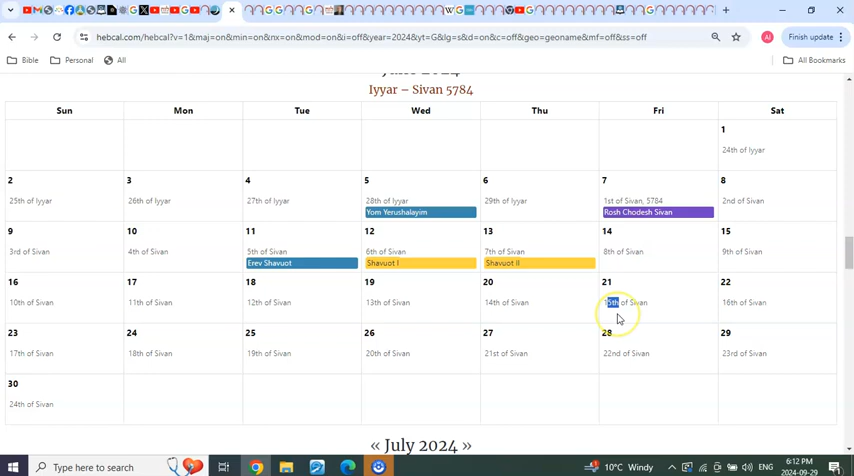 hebcal.com/hebcal?v=1&maj=on&min=on&nx=on&mod=on&i=off&year=2024&yt=G&lg=s&d=on&c=off&geo=geoname&mf=off&ss=off
AI
Finish update
Bible
Personal
All
All Bookmarks
June 2024
Iyyar – Sivan 5784
Sun Mon Tue Wed Thu Fri Sat
1
24th of Iyyar
2 3 4 5 6 7 8
25th of Iyyar 26th of Iyyar 27th of Iyyar 28th of Iyyar 29th of Iyyar 1st of Sivan, 5784 2nd of Sivan
Yom Yerushalayim Rosh Chodesh Sivan
9 10 11 12 13 14 15
3rd of Sivan 4th of Sivan 5th of Sivan 6th of Sivan 7th of Sivan 8th of Sivan 9th of Sivan
Erev Shavuot Shavuot I Shavuot II
16 17 18 19 20 21 22
10th of Sivan 11th of Sivan 12th of Sivan 13th of Sivan 14th of Sivan 15th of Sivan 16th of Sivan
23 24 25 26 27 28 29
17th of Sivan 18th of Sivan 19th of Sivan 20th of Sivan 21st of Sivan 22nd of Sivan 23rd of Sivan
30
24th of Sivan
« July 2024 »
Type here to search
10°C Windy
ENG
6:12 PM
2024-09-29